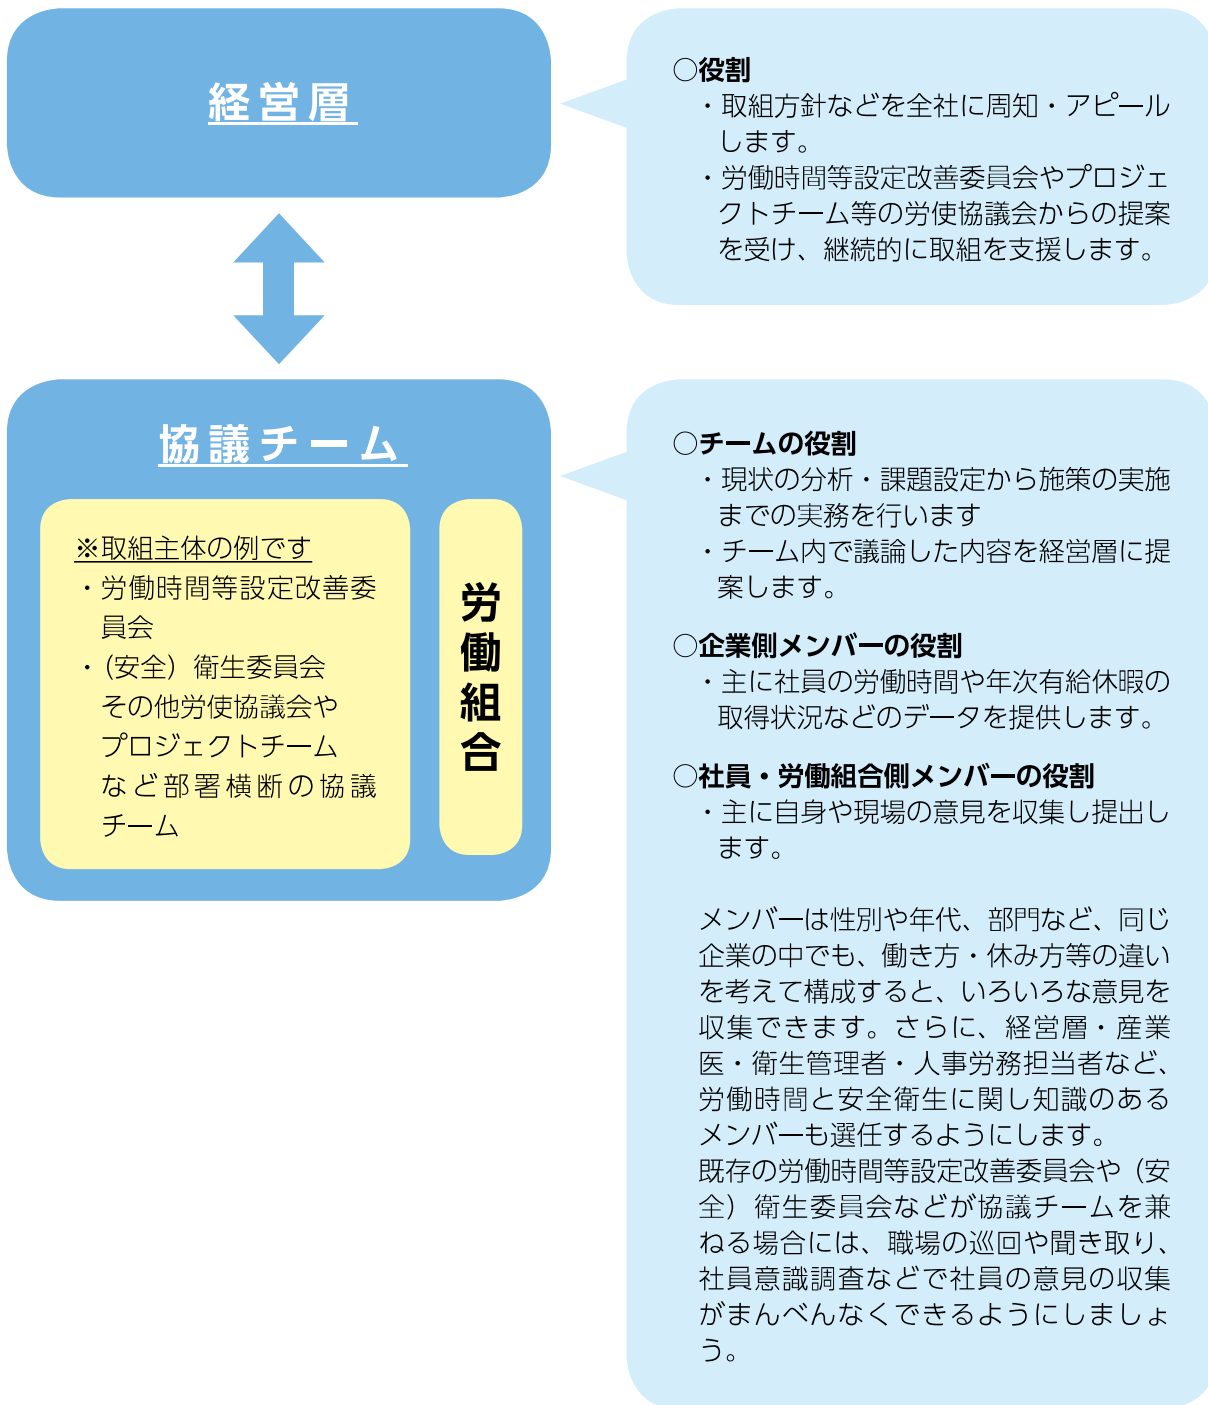 経営層
○役割
・取組方針などを全社に周知・アピール
します。
・労働時間等設定改善委員会やプロジェ
クトチーム等の労使協議会からの提案
を受け、継続的に取組を支援します。
協議チーム
※取組主体の例です
・労働時間等設定改善委
員会
・（安全）衛生委員会
その他労使協議会や
プロジェクトチーム
など部署横断の協議
チーム
労働組合
○チームの役割
・現状の分析・課題設定から施策の実施
までの実務を行います
・チーム内で議論した内容を経営層に提
案します。
○企業側メンバーの役割
・主に社員の労働時間や年次有給休暇の
取得状況などのデータを提供します。
○社員・労働組合側メンバーの役割
・主に自身や現場の意見を収集し提出し
ます。
メンバーは性別や年代、部門など、同じ
企業の中でも、働き方・休み方等の違い
を考えて構成すると、いろいろな意見を
収集できます。さらに、経営層・産業
医・衛生管理者・人事労務担当者など、
労働時間と安全衛生に関し知識のある
メンバーも選任するようにします。
既存の労働時間等設定改善委員会や（安
全）衛生委員会などが協議チームを兼
ねる場合には、職場の巡回や聞き取り、
社員意識調査などで社員の意見の収集
がまんべんなくできるようにしましょ
う。